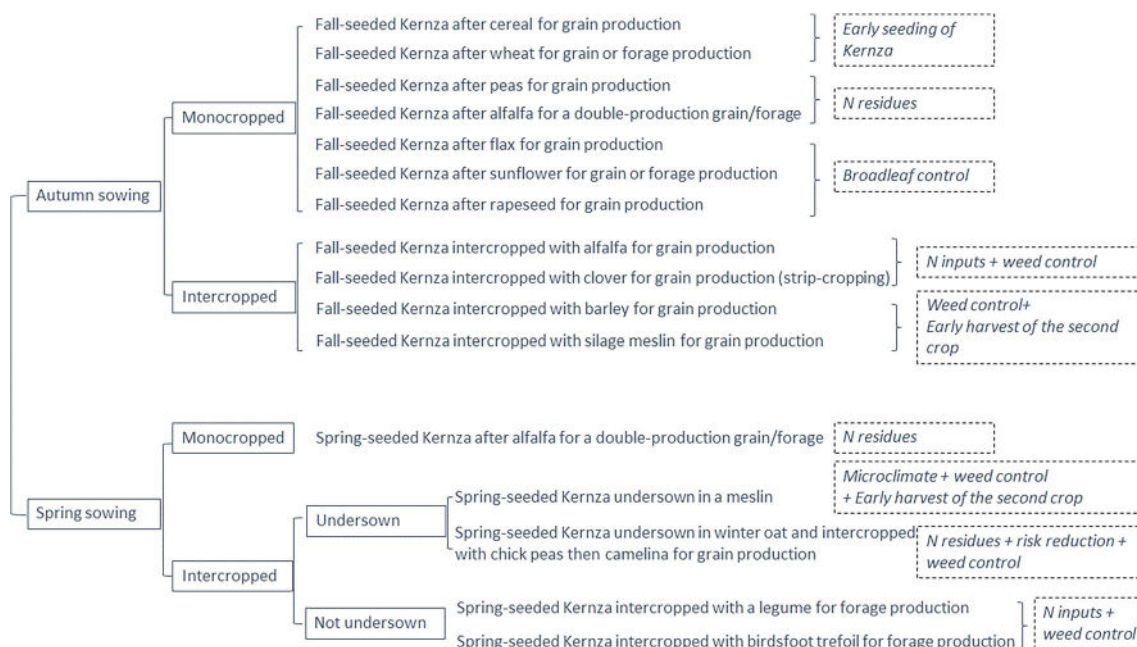 Fall-seeded Kernza after cereal for grain production
Early seeding of
Kernza
Fall-seeded Kernza after wheat for grain or forage production
Fall-seeded Kernza after peas for grain production
N residues
Monocropped
Fall-seeded Kernza after alfalfa for a double-production grain/forage
Fall-seeded Kernza after flax for grain production
Fall-seeded Kernza after sunflower for grain or forage production
Broadleaf control
Autumn sowing
Fall-seeded Kernza after rapeseed for grain production
Fall-seeded Kernza intercropped with alfalfa for grain production
N inputs + weed control
Fall-seeded Kernza intercropped with clover for grain production (strip-cropping)
Intercropped
Fall-seeded Kernza intercropped with barley for grain production
Weed control+
Early harvest of the second
crop
Fall-seeded Kernza intercropped with silage meslin for grain production
Monocropped
Spring-seeded Kernza after alfalfa for a double-production grain/forage
N residues
Microclimate + weed control
+ Early harvest of the second crop
Spring-seeded Kernza undersown in a meslin
Spring sowing
Undersown
Spring-seeded Kernza undersown in winter oat and intercropped
with chick peas then camelina for grain production
N residues + risk reduction +
weed control
Intercropped
Spring-seeded Kernza intercropped with a legume for forage production
N inputs +
weed control
Not undersown
Spring-seeded Kernza intercropped with birdsfoot trefoil for forage production